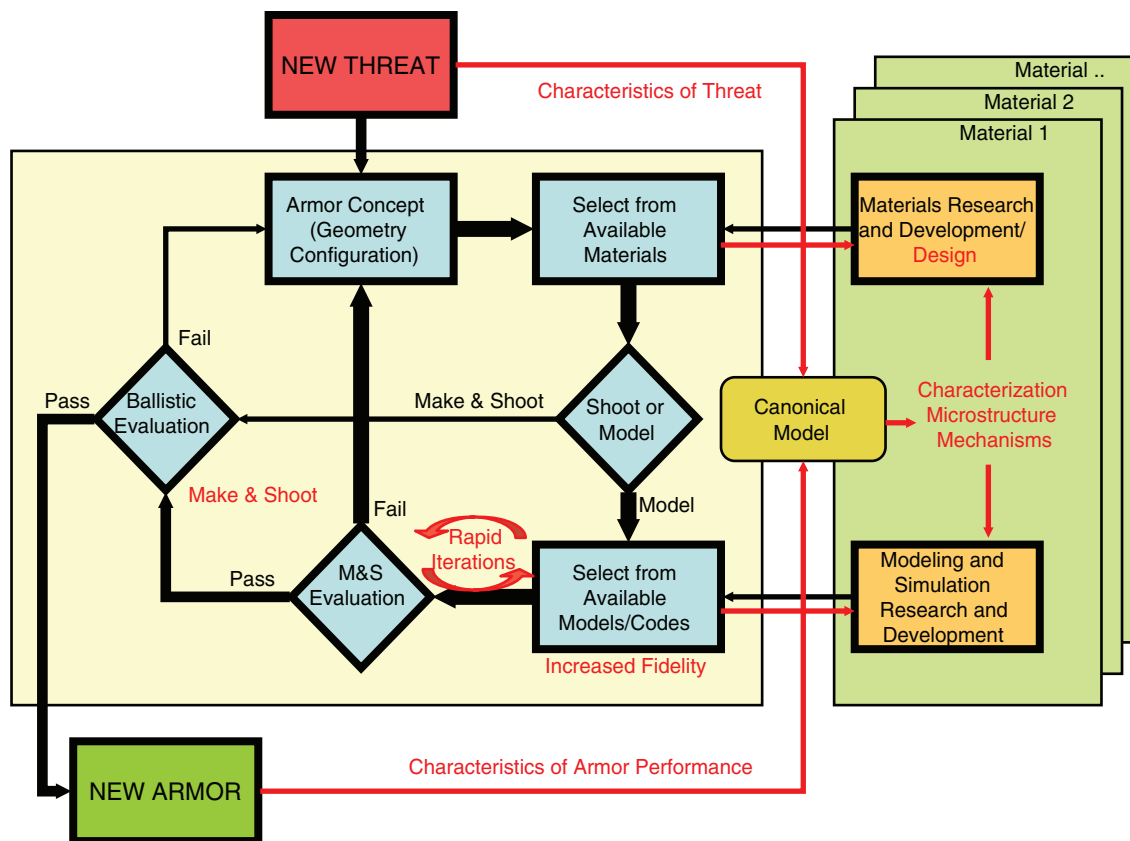 NEW THREAT
Characteristics of Threat
Material ..
Material 2
Material 1
Armor Concept
(Geometry
Configuration)
Select from
Available
Materials
Materials Research
and Development/
Design
Fail
Pass
Ballistic
Evaluation
Make & Shoot
Shoot or
Model
Canonical
Model
Characterization
Microstructure
Mechanisms
Make & Shoot
Fail
Model
Rapid
Iterations
Pass
M&S
Evaluation
Select from
Available
Models/Codes
Modeling and
Simulation
Research and
Development
Increased Fidelity
Characteristics of Armor Performance
NEW ARMOR